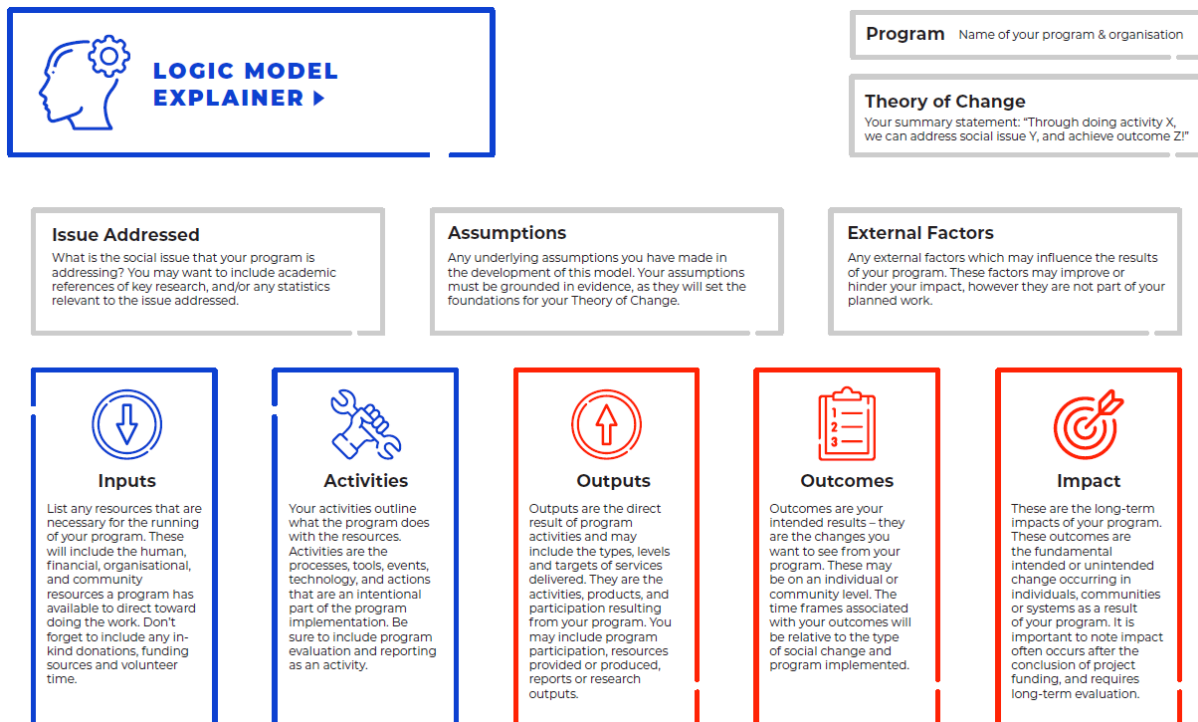 LOGIC MODEL
EXPLAINER
Program Name of your program & organisation
Theory of Change
Your summary statement: “Through doing activity X,
we can address social issue Y, and achieve outcome Z!”
Issue Addressed
What is the social issue that your program is
addressing? You may want to include academic
references of key research, and/or any statistics
relevant to the issue addressed.
Assumptions
Any underlying assumptions you have made in
the development of this model. Your assumptions
must be grounded in evidence, as they will set the
foundations for your Theory of Change.
External Factors
Any external factors which may influence the results
of your program. These factors may improve or
hinder your impact, however they are not part of your
planned work.
Inputs
List any resources that are
necessary for the running
of your program. These
will include the human,
financial, organisational,
and community
resources a program has
available to direct toward
doing the work. Don’t
forget to include any in-
kind donations, funding
sources and volunteer
time.
Activities
Your activities outline
what the program does
with the resources.
Activities are the
processes, tools, events,
technology, and actions
that are an intentional
part of the program
implementation. Be
sure to include program
evaluation and reporting
as an activity.
Outputs
Outputs are the direct
result of program
activities and may
include the types, levels
and targets of services
delivered. They are the
activities, products, and
participation resulting
from your program. You
may include program
participation, resources
provided or produced,
reports or research
outputs.
1
2
3
Outcomes
Outcomes are your
intended results – they
are the changes you
want to see from your
program. These may
be on an individual or
community level. The
time frames associated
with your outcomes will
be relative to the type
of social change and
program implemented.
Impact
These are the long-term
impacts of your program.
These outcomes are
the fundamental
intended or unintended
change occurring in
individuals, communities
or systems as a result
of your program. It is
important to note impact
often occurs after the
conclusion of project
funding, and requires
long-term evaluation.